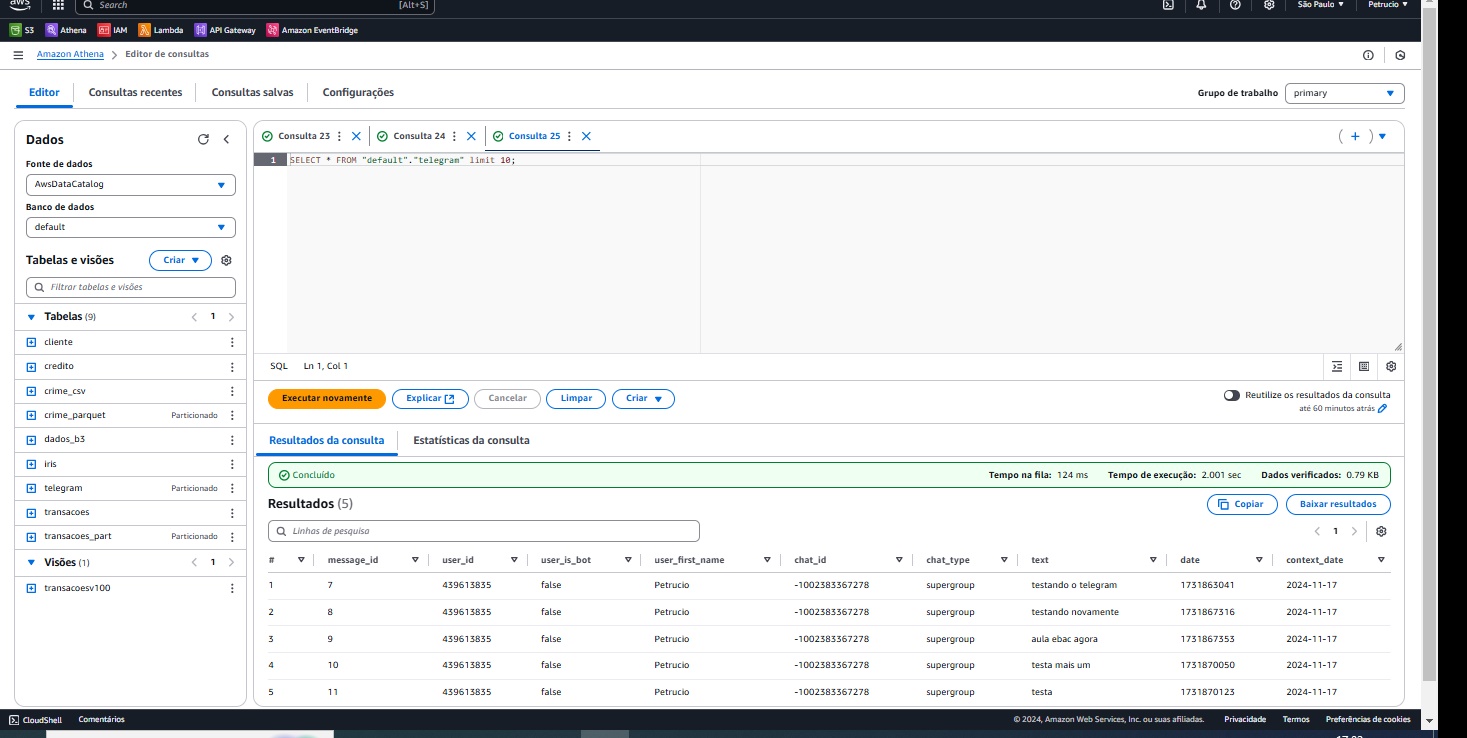 aws Search [Alt+S] São Paulo ▼ Petrucio ▼
S3 Athena IAM Lambda API Gateway Amazon EventBridge
Amazon Athena > Editor de consultas
Editor Consultas recentes Consultas salvas Configurações Grupo de trabalho primary
Dados
Fonte de dados
AwsDataCatalog
Banco de dados
default
Tabelas e visões Criar
Filtrar tabelas e visões
Tabelas (9) < 1 >
cliente
credito
crime_csv
crime_parquet Particionado
dados_b3
iris
telegram Particionado
transacoes
transacoes_part Particionado
Visões (1) < 1 >
transacoesv100
Consulta 23 Consulta 24 Consulta 25
1 SELECT * FROM "default"."telegram" limit 10;
SQL Ln 1, Col 1
Executar novamente Explicar Cancelar Limpar Criar Reutilize os resultados da consulta
até 60 minutos atrás
Resultados da consulta Estatísticas da consulta
Concluído Tempo na fila: 124 ms Tempo de execução: 2.001 sec Dados verificados: 0.79 KB
Resultados (5) Copiar Baixar resultados
Linhas de pesquisa < 1 >
# message_id user_id user_is_bot user_first_name chat_id chat_type text date context_date
1 7 439613835 false Petrucio -1002383367278 supergroup testando o telegram 1731863041 2024-11-17
2 8 439613835 false Petrucio -1002383367278 supergroup testando novamente 1731867316 2024-11-17
3 9 439613835 false Petrucio -1002383367278 supergroup aula ebac agora 1731867353 2024-11-17
4 10 439613835 false Petrucio -1002383367278 supergroup testa mais um 1731870050 2024-11-17
5 11 439613835 false Petrucio -1002383367278 supergroup testa 1731870123 2024-11-17
CloudShell Comentários © 2024, Amazon Web Services, Inc. ou suas afiliadas. Privacidade Termos Preferências de cookies